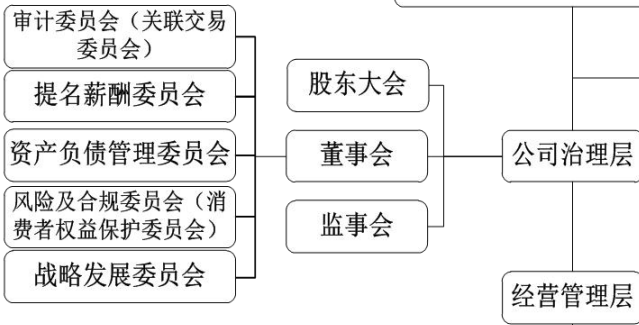 审计委员会（关联交易
委员会）
提名薪酬委员会
资产负债管理委员会
风险及合规委员会（消
费者权益保护委员会）
战略发展委员会
股东大会
董事会
监事会
公司治理层
经营管理层